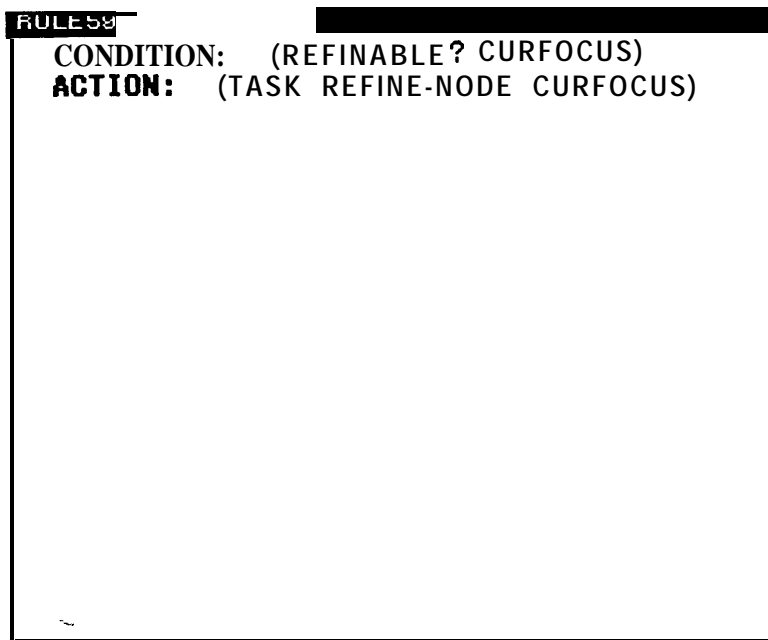 RULE59
CONDITION: (REFINABLE? CURFOCUS)
ACTION: (TASK REFINE-NODE CURFOCUS)